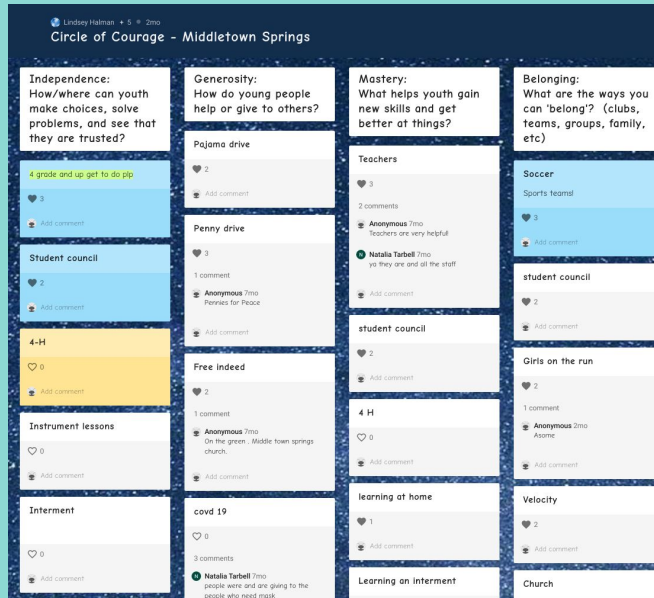 Lindsey Halman + 5 • 2mo
Circle of Courage - Middletown Springs
Independence:
How/where can youth
make choices, solve
problems, and see that
they are trusted?
4 grade and up get to do plp
3
Add comment
Student council
2
Add comment
4-H
0
Add comment
Instrument lessons
0
Add comment
Interment
0
Add comment
Generosity:
How do young people
help or give to others?
Pajama drive
2
Add comment
Penny drive
3
1 comment
Anonymous 7mo
Pennies for Peace
Add comment
Free indeed
2
1 comment
Anonymous 7mo
On the green , Middle town springs
church.
Add comment
covd 19
0
3 comments
N Natalia Tarbell 7mo
people were and are giving to the
people who need mask
Mastery:
What helps youth gain
new skills and get
better at things?
Teachers
3
2 comments
Anonymous 7mo
Teachers are very helpful!
N Natalia Tarbell 7mo
ya they are and all the staff
Add comment
student council
2
Add comment
4 H
0
Add comment
learning at home
1
Add comment
Learning an interment
Belonging:
What are the ways you
can 'belong'? (clubs,
teams, groups, family,
etc)
Soccer
Sports teams!
3
Add comment
student council
2
Add comment
Girls on the run
2
1 comment
Anonymous 2mo
Asome
Add comment
Velocity
2
Add comment
Church